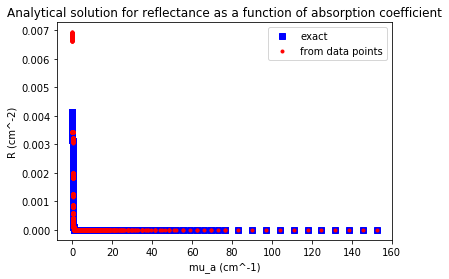 Analytical solution for reflectance as a function of absorption coefficient
exact
from data points
0.007
0.006
0.005
0.004
0.003
0.002
0.001
0.000
R (cm^-2)
0 20 40 60 80 100 120 140 160
mu_a (cm^-1)